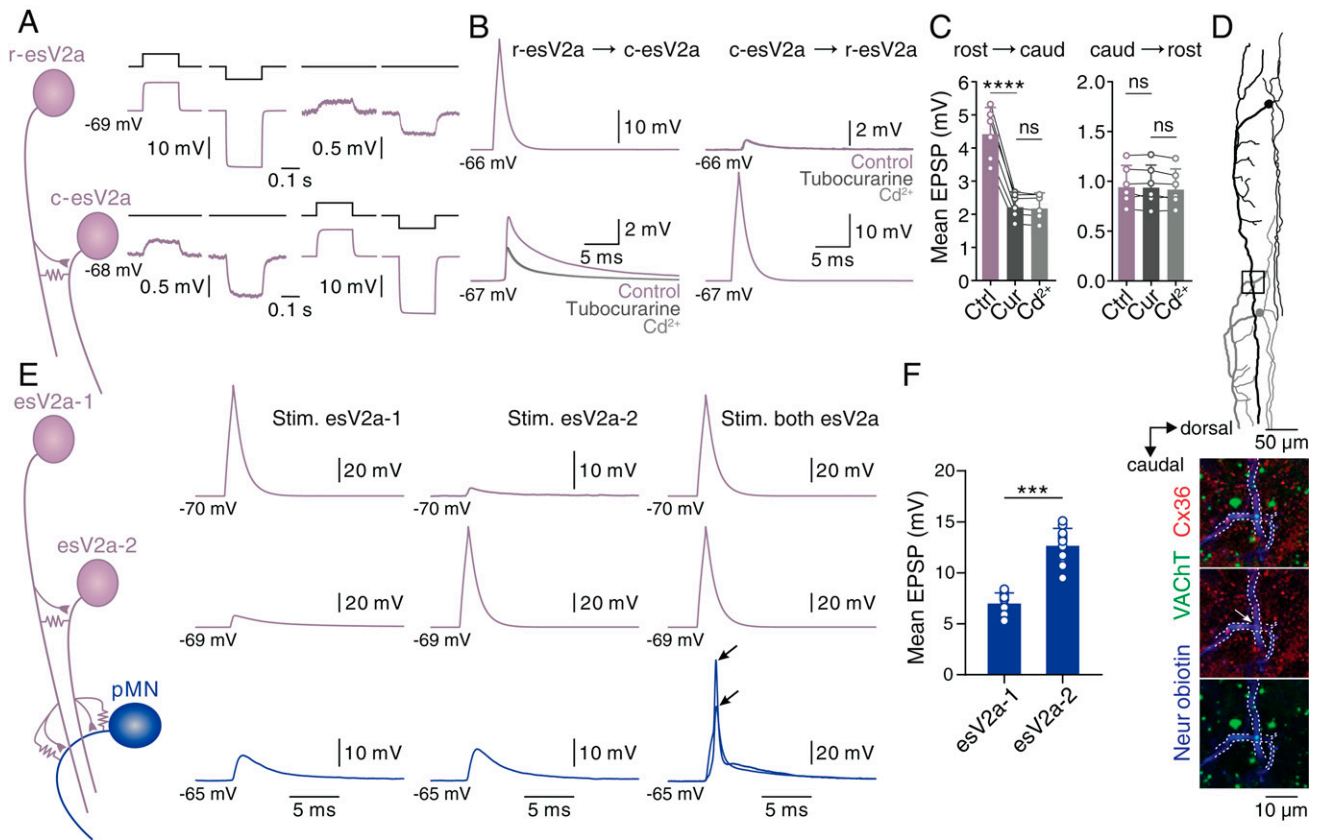 A
r-esV2a
-69 mV
10 mV
0.1 s
0.5 mV
c-esV2a
-68 mV
0.5 mV
0.1 s
10 mV
B
r-esV2a → c-esV2a
c-esV2a → r-esV2a
10 mV
2 mV
-66 mV
-66 mV
Control
Tubocurarine
Cd²⁺
2 mV
5 ms
10 mV
5 ms
-67 mV
-67 mV
Control
Tubocurarine
Cd²⁺
C
rost → caud
caud → rost
Mean EPSP (mV)
6
5
4
3
2
1
0
****
ns
Ctrl
Cur
Cd²⁺
2.0
1.5
1.0
0.5
0.0
ns
ns
Ctrl
Cur
Cd²⁺
D
dorsal
caudal
50 µm
Neur obiotin VAChT Cx36
10 µm
E
esV2a-1
esV2a-2
pMN
Stim. esV2a-1
Stim. esV2a-2
Stim. both esV2a
20 mV
10 mV
20 mV
-70 mV
-70 mV
-70 mV
20 mV
20 mV
20 mV
-69 mV
-69 mV
-69 mV
10 mV
10 mV
20 mV
-65 mV
-65 mV
-65 mV
5 ms
5 ms
5 ms
F
Mean EPSP (mV)
20
15
10
5
0
***
esV2a-1
esV2a-2